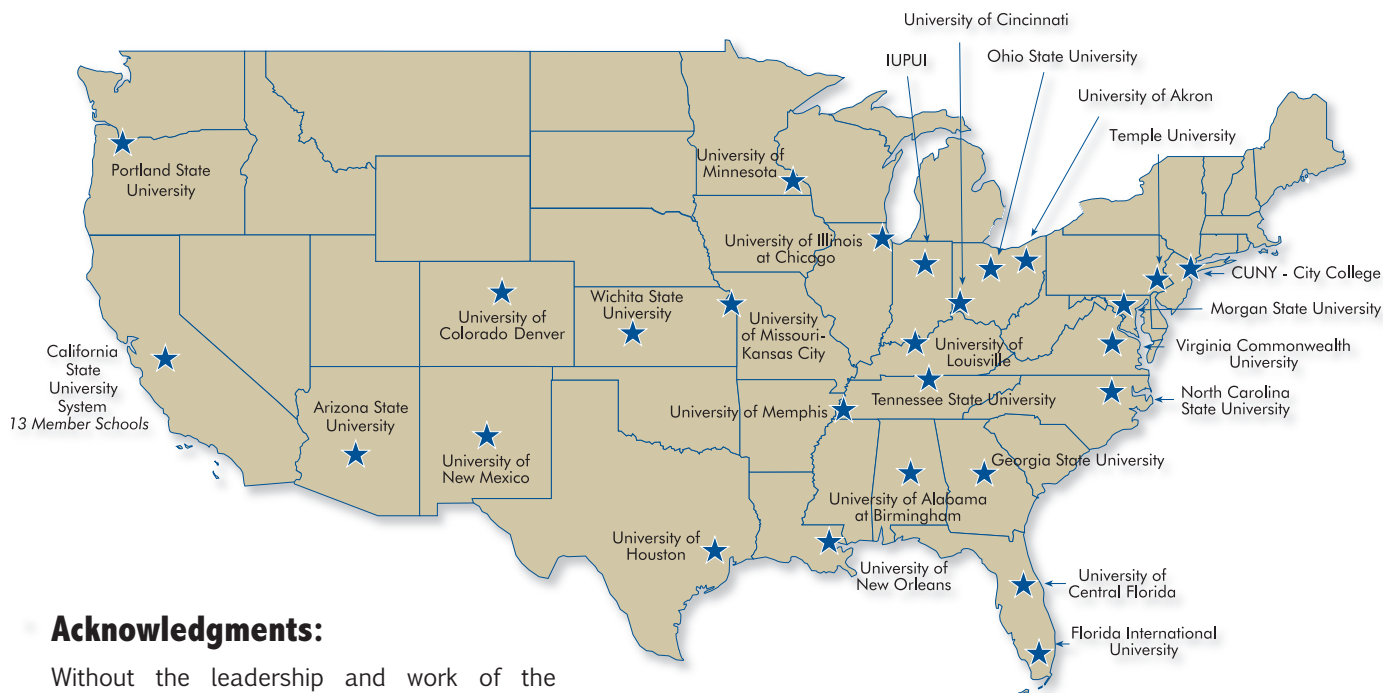 University of Cincinnati
IUPUI
Ohio State University
University of Akron
Temple University
Portland State
University
University of
Minnesota
University of Illinois
at Chicago
CUNY - City College
Morgan State University
University of
Colorado Denver
Wichita State
University
University
of Missouri-
Kansas City
University of
Louisville
Virginia Commonwealth
University
California
State
University
System
13 Member Schools
Arizona State
University
University of Memphis
Tennessee State University
North Carolina
State University
University of
New Mexico
Georgia State University
University of Alabama
at Birmingham
University of
Houston
University of
New Orleans
University of
Central Florida
Florida International
University
Acknowledgments:
Without the leadership and work of the